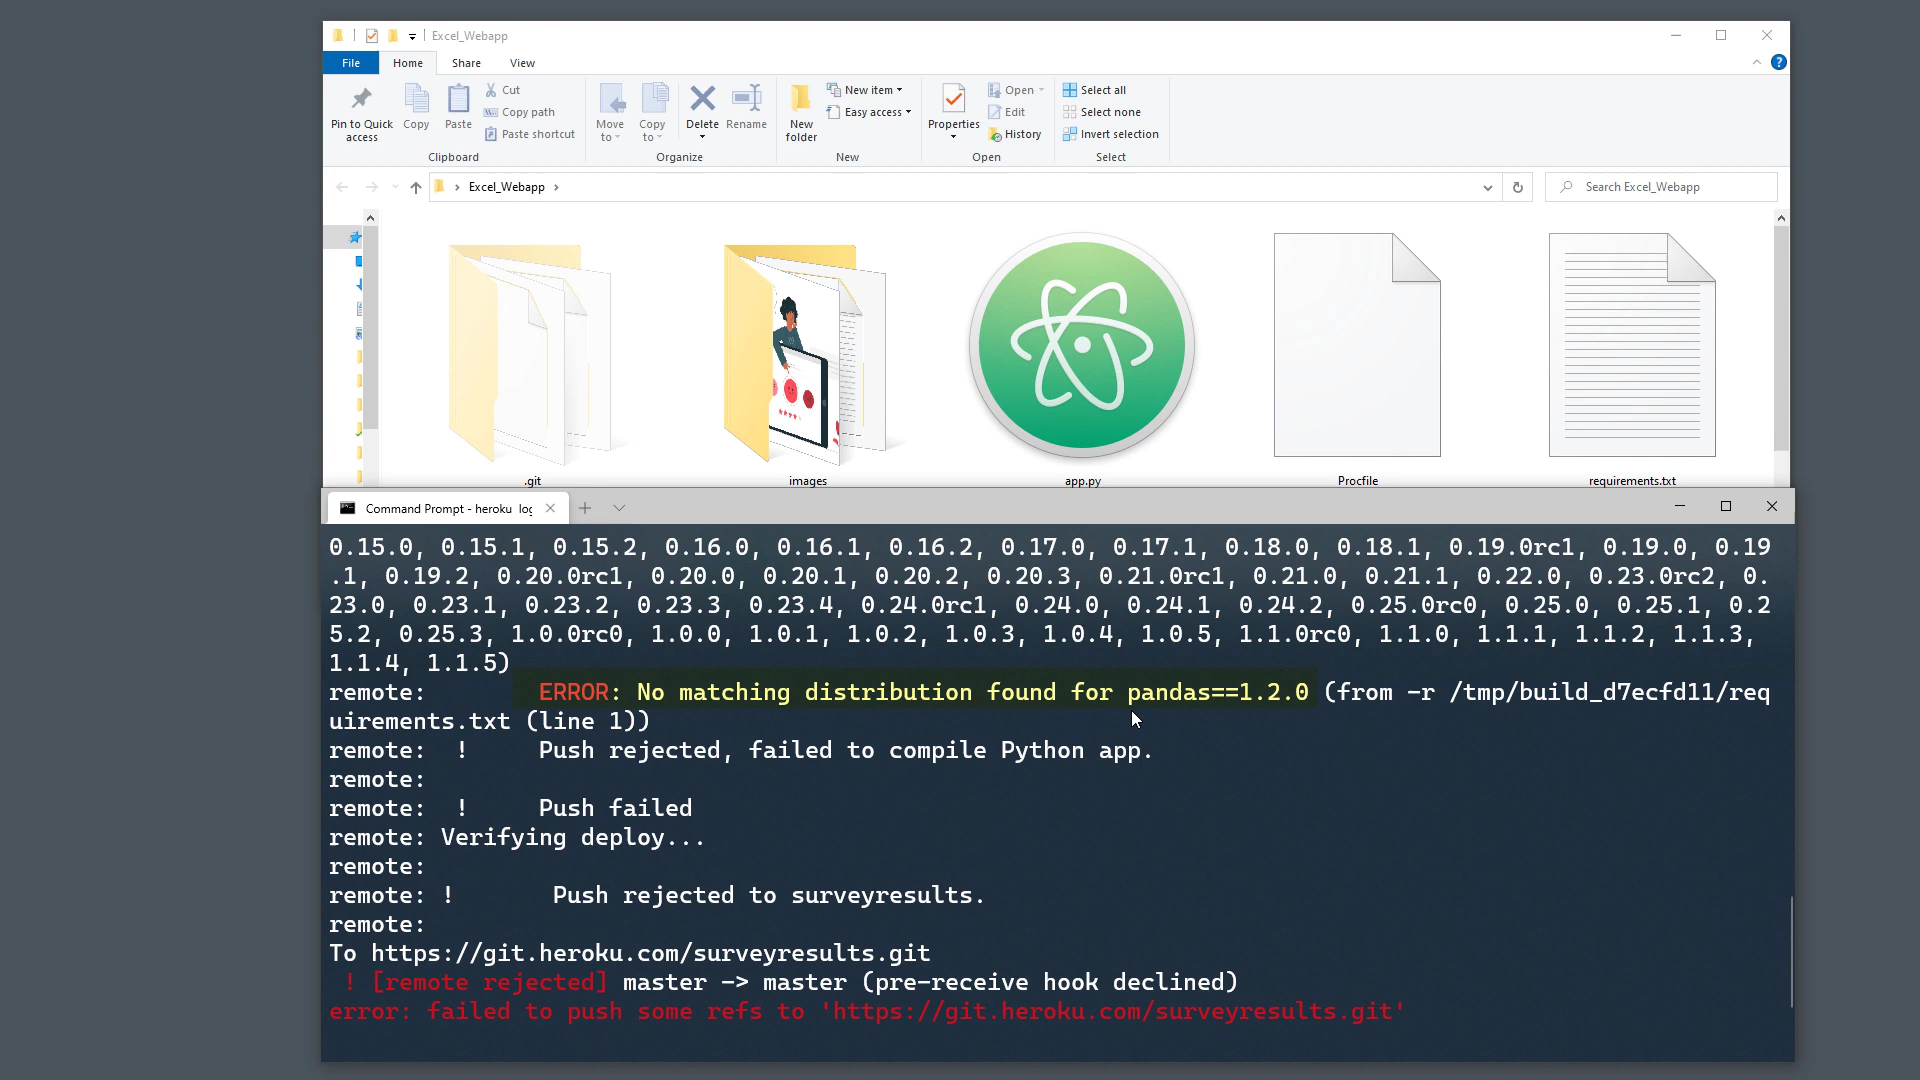 Excel_Webapp
File Home Share View
Pin to Quick access
Copy
Paste
Cut
Copy path
Paste shortcut
Clipboard
Move to
Copy to
Delete
Rename
Organize
New folder
New item
Easy access
New
Properties
Open
Edit
History
Open
Select all
Select none
Invert selection
Select
Excel_Webapp
Search Excel_Webapp
.git
images
app.py
Procfile
requirements.txt
Command Prompt - heroku log
0.15.0, 0.15.1, 0.15.2, 0.16.0, 0.16.1, 0.16.2, 0.17.0, 0.17.1, 0.18.0, 0.18.1, 0.19.0rc1, 0.19.0, 0.19
.1, 0.19.2, 0.20.0rc1, 0.20.0, 0.20.1, 0.20.2, 0.20.3, 0.21.0rc1, 0.21.0, 0.21.1, 0.22.0, 0.23.0rc2, 0.
23.0, 0.23.1, 0.23.2, 0.23.3, 0.23.4, 0.24.0rc1, 0.24.0, 0.24.1, 0.24.2, 0.25.0rc0, 0.25.0, 0.25.1, 0.2
5.2, 0.25.3, 1.0.0rc0, 1.0.0, 1.0.1, 1.0.2, 1.0.3, 1.0.4, 1.0.5, 1.1.0rc0, 1.1.0, 1.1.1, 1.1.2, 1.1.3,
1.1.4, 1.1.5)
remote: ERROR: No matching distribution found for pandas==1.2.0 (from -r /tmp/build_d7ecfd11/req
uirements.txt (line 1))
remote: ! Push rejected, failed to compile Python app.
remote:
remote: ! Push failed
remote: Verifying deploy...
remote:
remote: ! Push rejected to surveyresults.
remote:
To https://git.heroku.com/surveyresults.git
! [remote rejected] master -> master (pre-receive hook declined)
error: failed to push some refs to 'https://git.heroku.com/surveyresults.git'